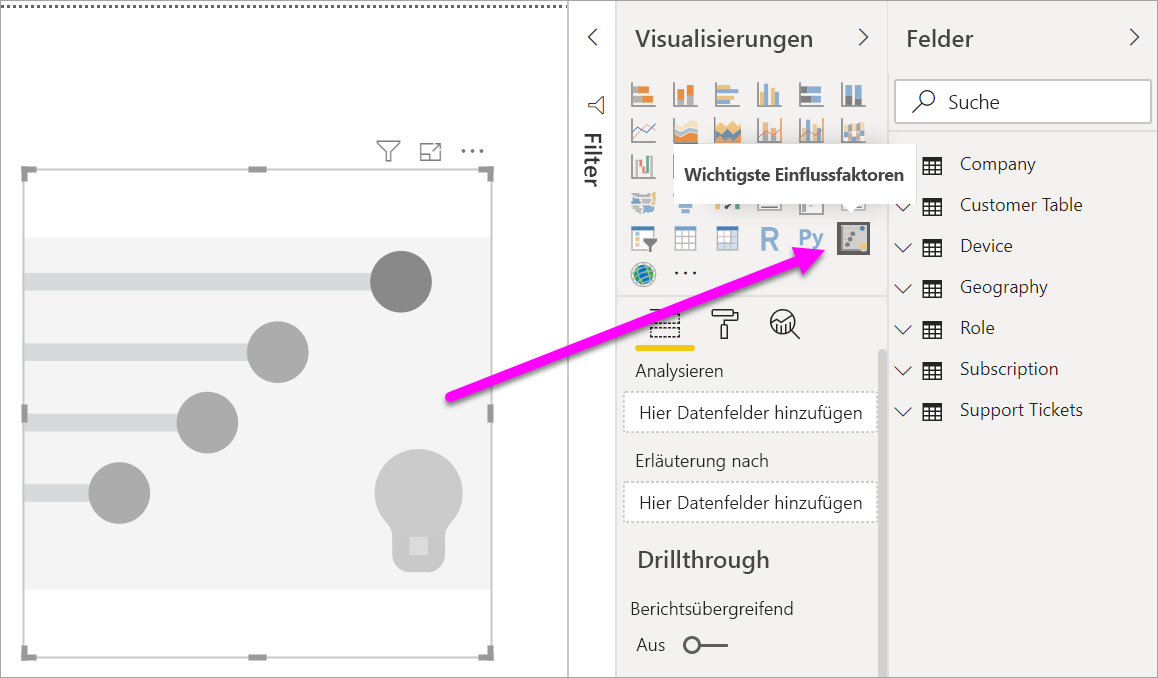 Filter
Visualisierungen
Wichtigste Einflussfaktoren
R
Py
Analysieren
Hier Datenfelder hinzufügen
Erläuterung nach
Hier Datenfelder hinzufügen
Drillthrough
Berichtsübergreifend
Aus
Felder
Suche
Company
Customer Table
Device
Geography
Role
Subscription
Support Tickets